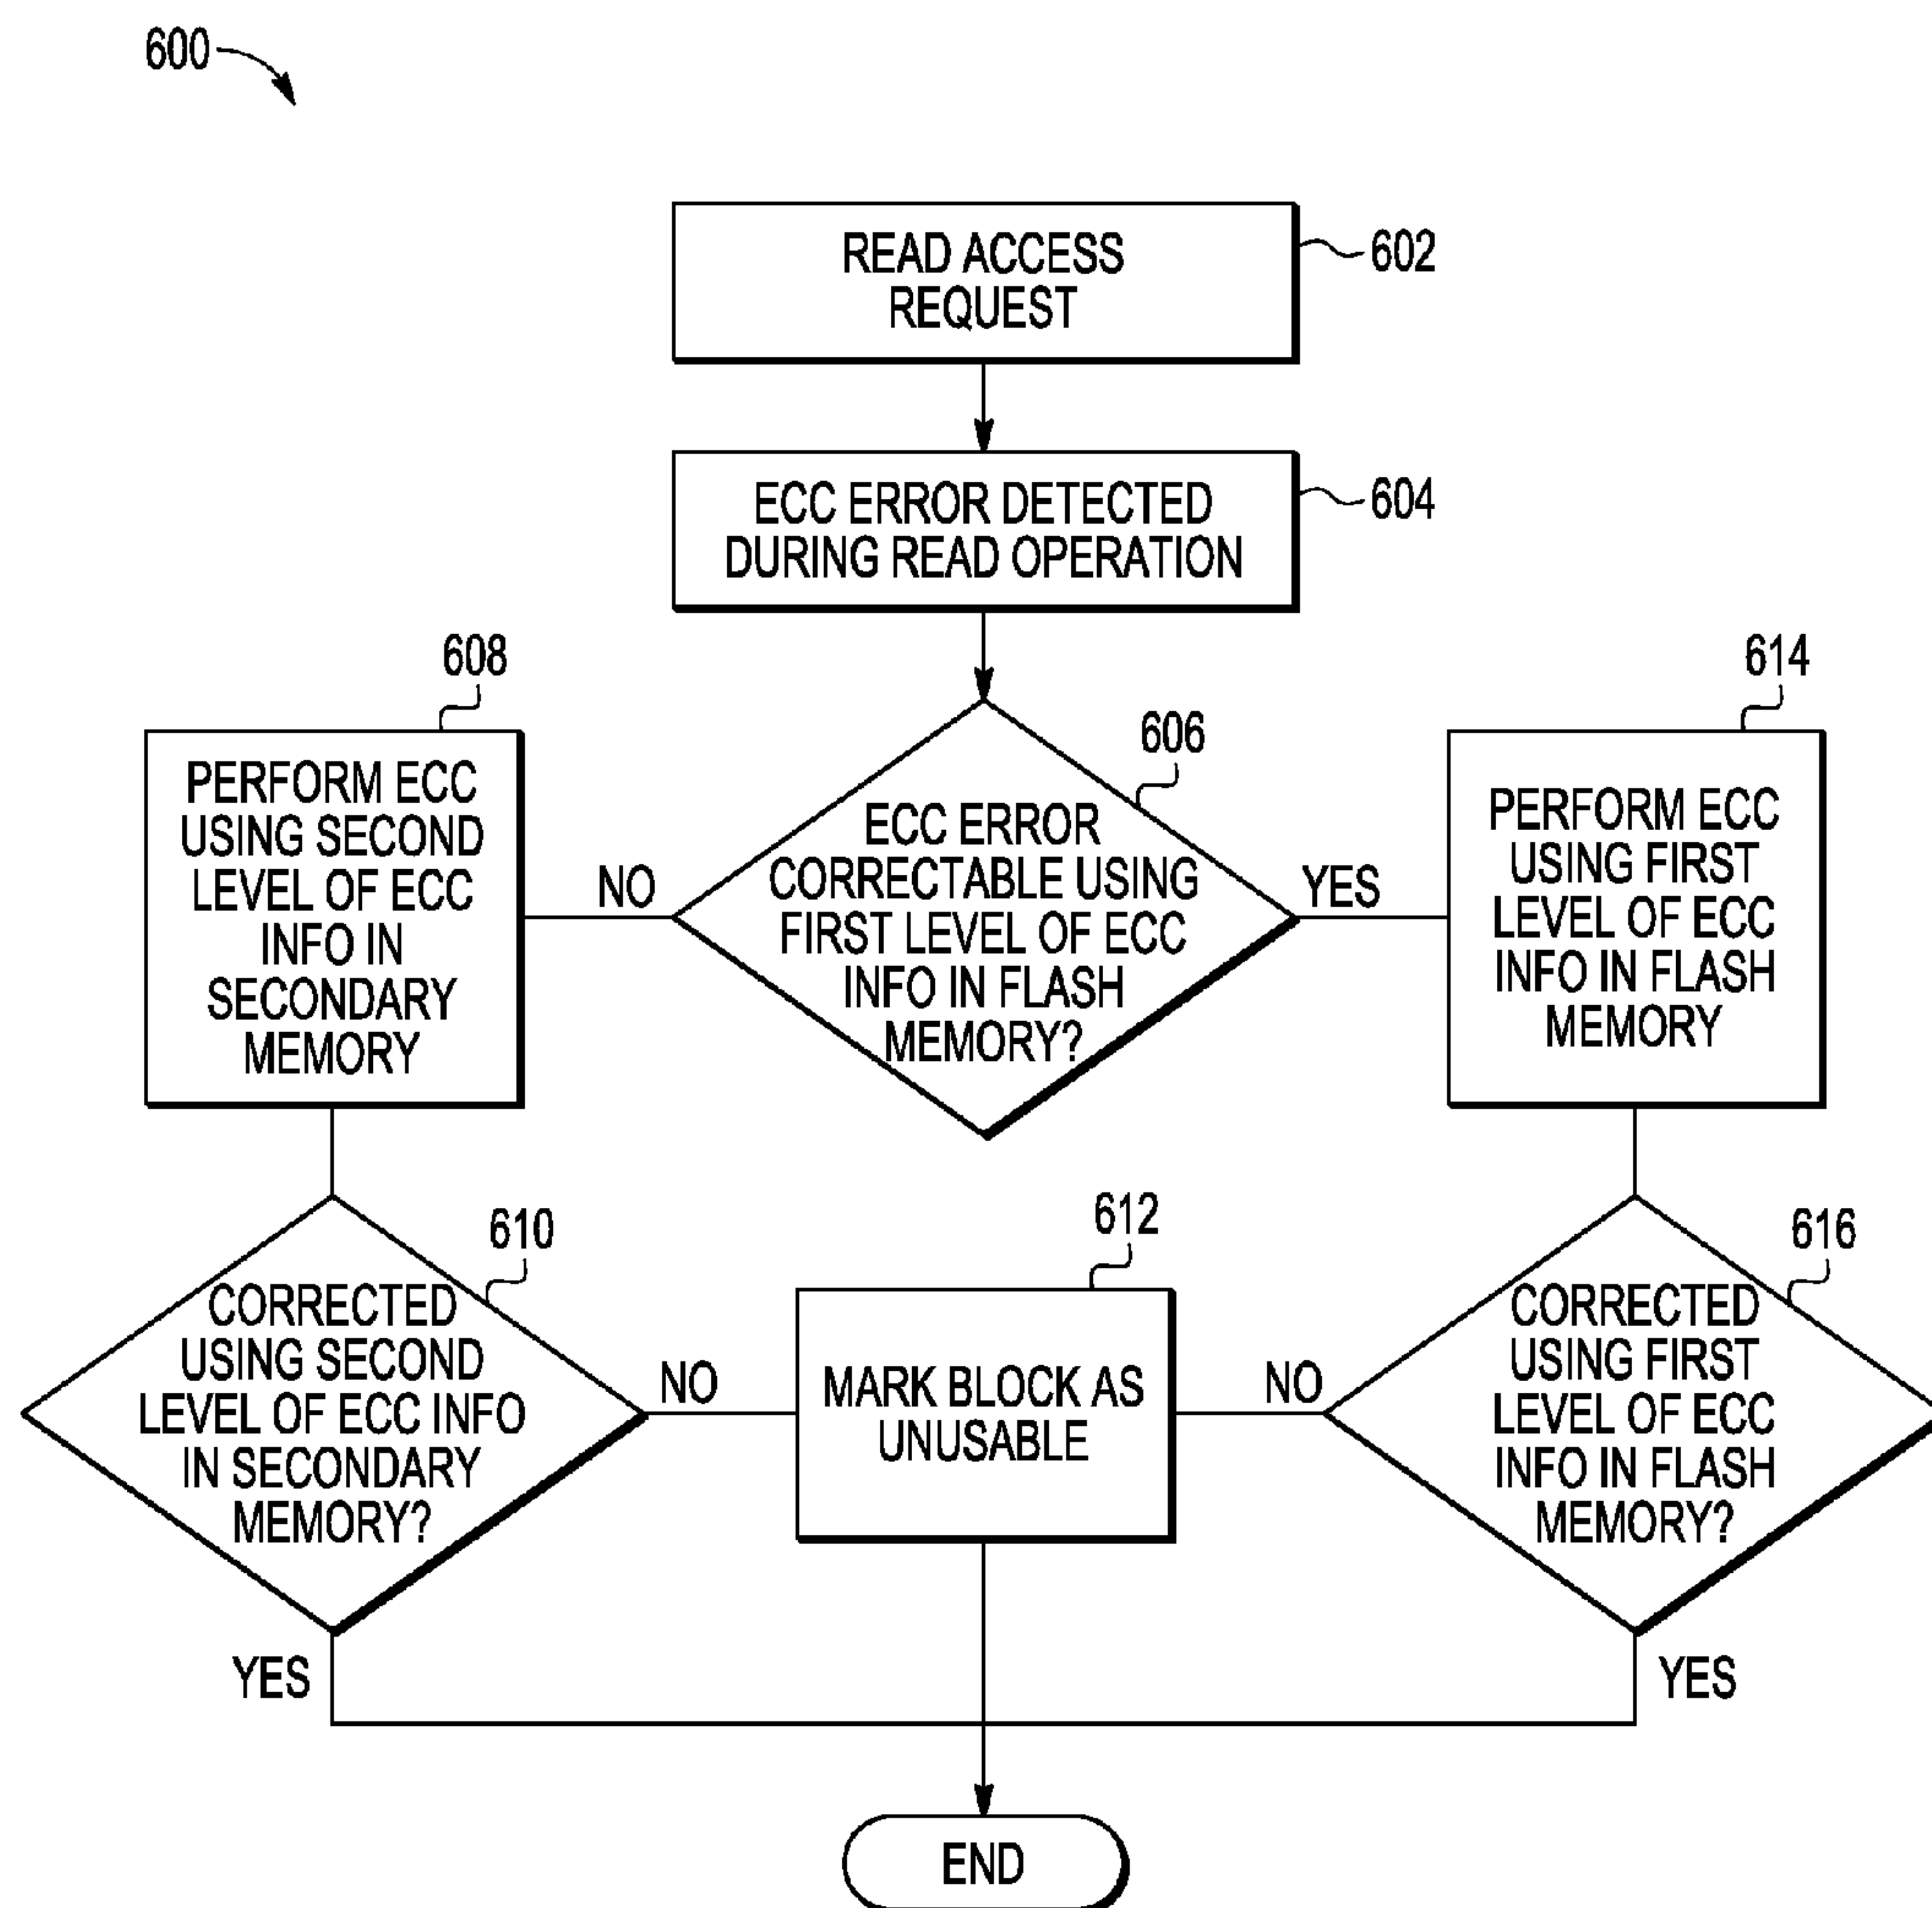 600
READ ACCESS
REQUEST
602
ECC ERROR DETECTED
DURING READ OPERATION
604
608
PERFORM ECC
USING SECOND
LEVEL OF ECC
INFO IN
SECONDARY
MEMORY
NO
606
ECC ERROR
CORRECTABLE USING
FIRST LEVEL OF ECC
INFO IN FLASH
MEMORY?
YES
614
PERFORM ECC
USING FIRST
LEVEL OF ECC
INFO IN FLASH
MEMORY
610
CORRECTED
USING SECOND
LEVEL OF ECC INFO
IN SECONDARY
MEMORY?
NO
612
MARK BLOCK AS
UNUSABLE
NO
616
CORRECTED
USING FIRST
LEVEL OF ECC
INFO IN FLASH
MEMORY?
YES
YES
END